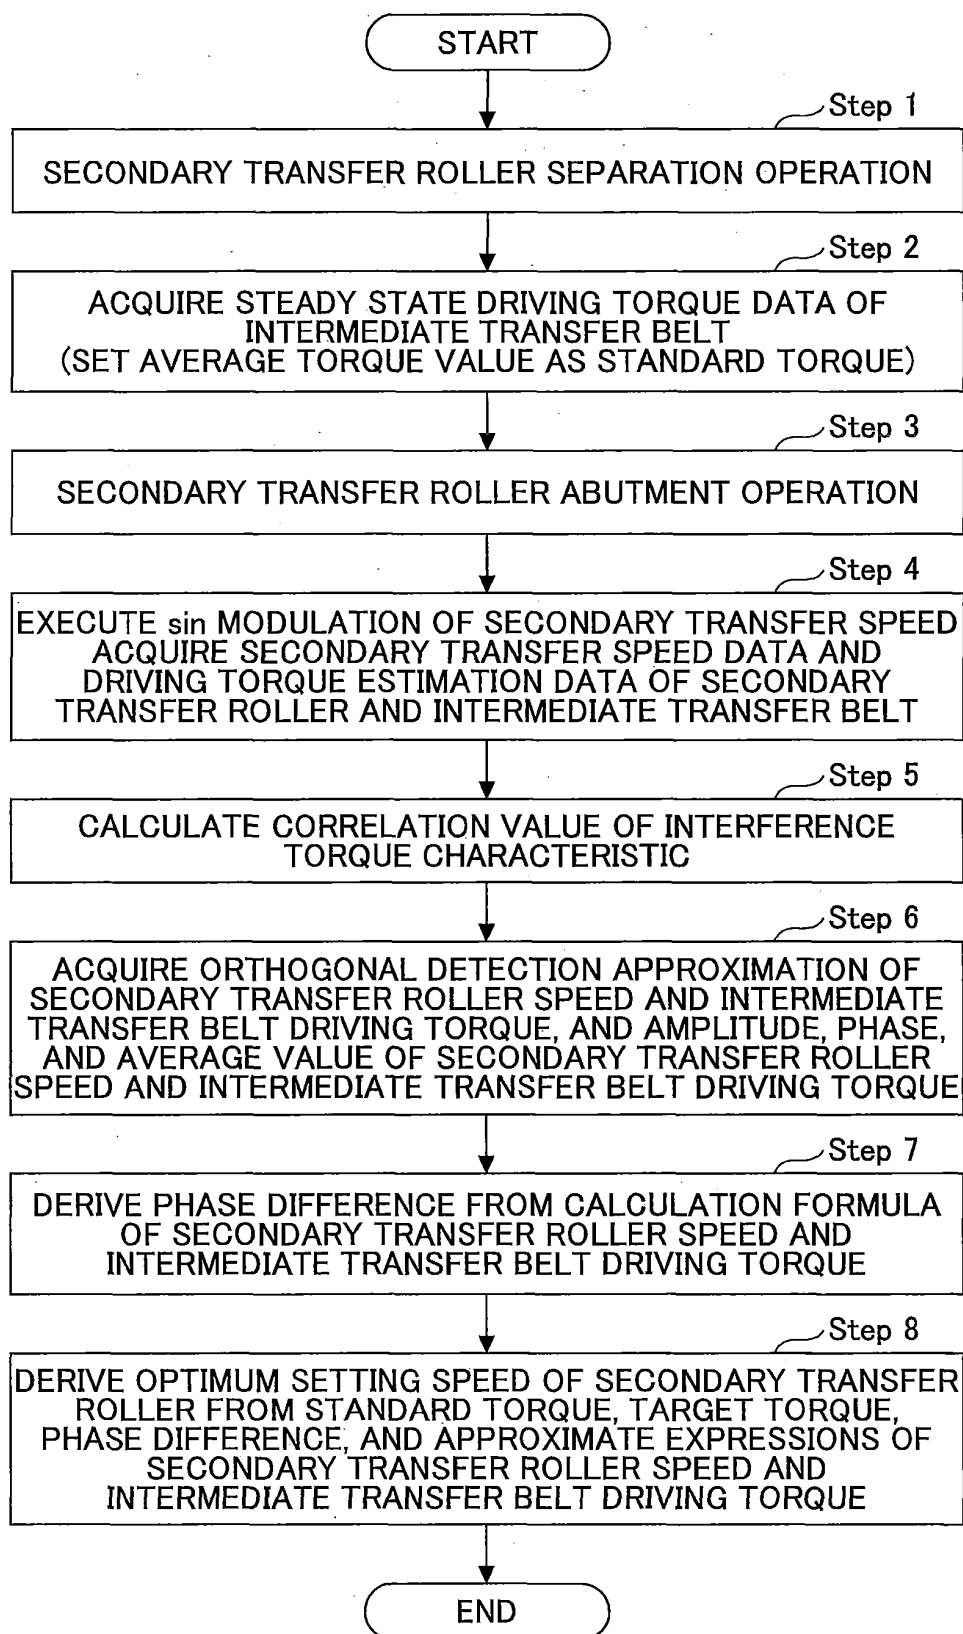 START
Step 1
SECONDARY TRANSFER ROLLER SEPARATION OPERATION
Step 2
ACQUIRE STEADY STATE DRIVING TORQUE DATA OF
INTERMEDIATE TRANSFER BELT
(SET AVERAGE TORQUE VALUE AS STANDARD TORQUE)
Step 3
SECONDARY TRANSFER ROLLER ABUTMENT OPERATION
Step 4
EXECUTE sin MODULATION OF SECONDARY TRANSFER SPEED
ACQUIRE SECONDARY TRANSFER SPEED DATA AND
DRIVING TORQUE ESTIMATION DATA OF SECONDARY
TRANSFER ROLLER AND INTERMEDIATE TRANSFER BELT
Step 5
CALCULATE CORRELATION VALUE OF INTERFERENCE
TORQUE CHARACTERISTIC
Step 6
ACQUIRE ORTHOGONAL DETECTION APPROXIMATION OF
SECONDARY TRANSFER ROLLER SPEED AND INTERMEDIATE
TRANSFER BELT DRIVING TORQUE, AND AMPLITUDE, PHASE,
AND AVERAGE VALUE OF SECONDARY TRANSFER ROLLER
SPEED AND INTERMEDIATE TRANSFER BELT DRIVING TORQUE
Step 7
DERIVE PHASE DIFFERENCE FROM CALCULATION FORMULA
OF SECONDARY TRANSFER ROLLER SPEED AND
INTERMEDIATE TRANSFER BELT DRIVING TORQUE
Step 8
DERIVE OPTIMUM SETTING SPEED OF SECONDARY TRANSFER
ROLLER FROM STANDARD TORQUE, TARGET TORQUE,
PHASE DIFFERENCE, AND APPROXIMATE EXPRESSIONS OF
SECONDARY TRANSFER ROLLER SPEED AND
INTERMEDIATE TRANSFER BELT DRIVING TORQUE
END